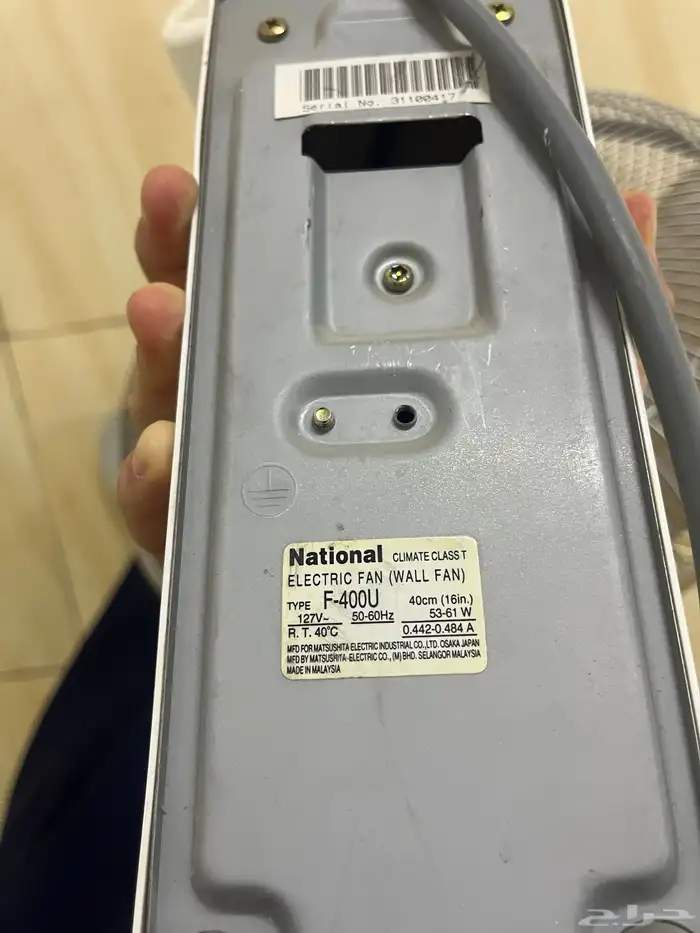 Serial No. 31100417
National CLIMATE CLASS T
ELECTRIC FAN (WALL FAN)
TYPE F-400U 40cm (16in.)
127V~ 50-60Hz 53-61 W
R. T. 40°C 0.442-0.484 A
MFD FOR MATSUSHITA ELECTRIC INDUSTRIAL CO.,LTD. OSAKA JAPAN
MFD BY MATSUSHITA ELECTRIC CO., (M) BHD. SELANGOR MALAYSIA
MADE IN MALAYSIA
حراج